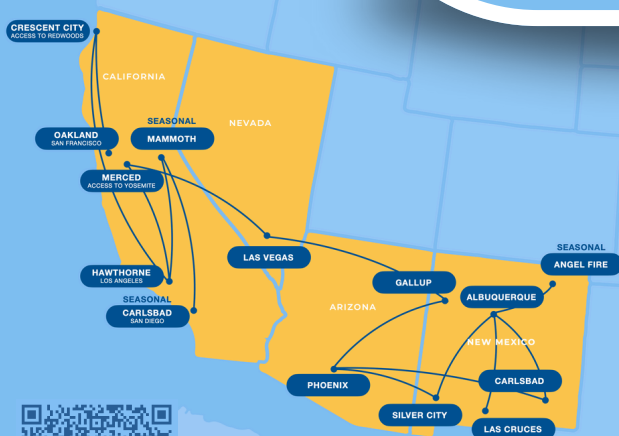 CRESCENT CITY
ACCESS TO REDWOODS
CALIFORNIA
NEVADA
OAKLAND
SAN FRANCISCO
SEASONAL
MAMMOTH
MERCED
ACCESS TO YOSEMITE
LAS VEGAS
HAWTHORNE
LOS ANGELES
SEASONAL
CARLSBAD
SAN DIEGO
SEASONAL
ANGEL FIRE
GALLUP
ALBUQUERQUE
ARIZONA
NEW MEXICO
PHOENIX
CARLSBAD
SILVER CITY
LAS CRUCES